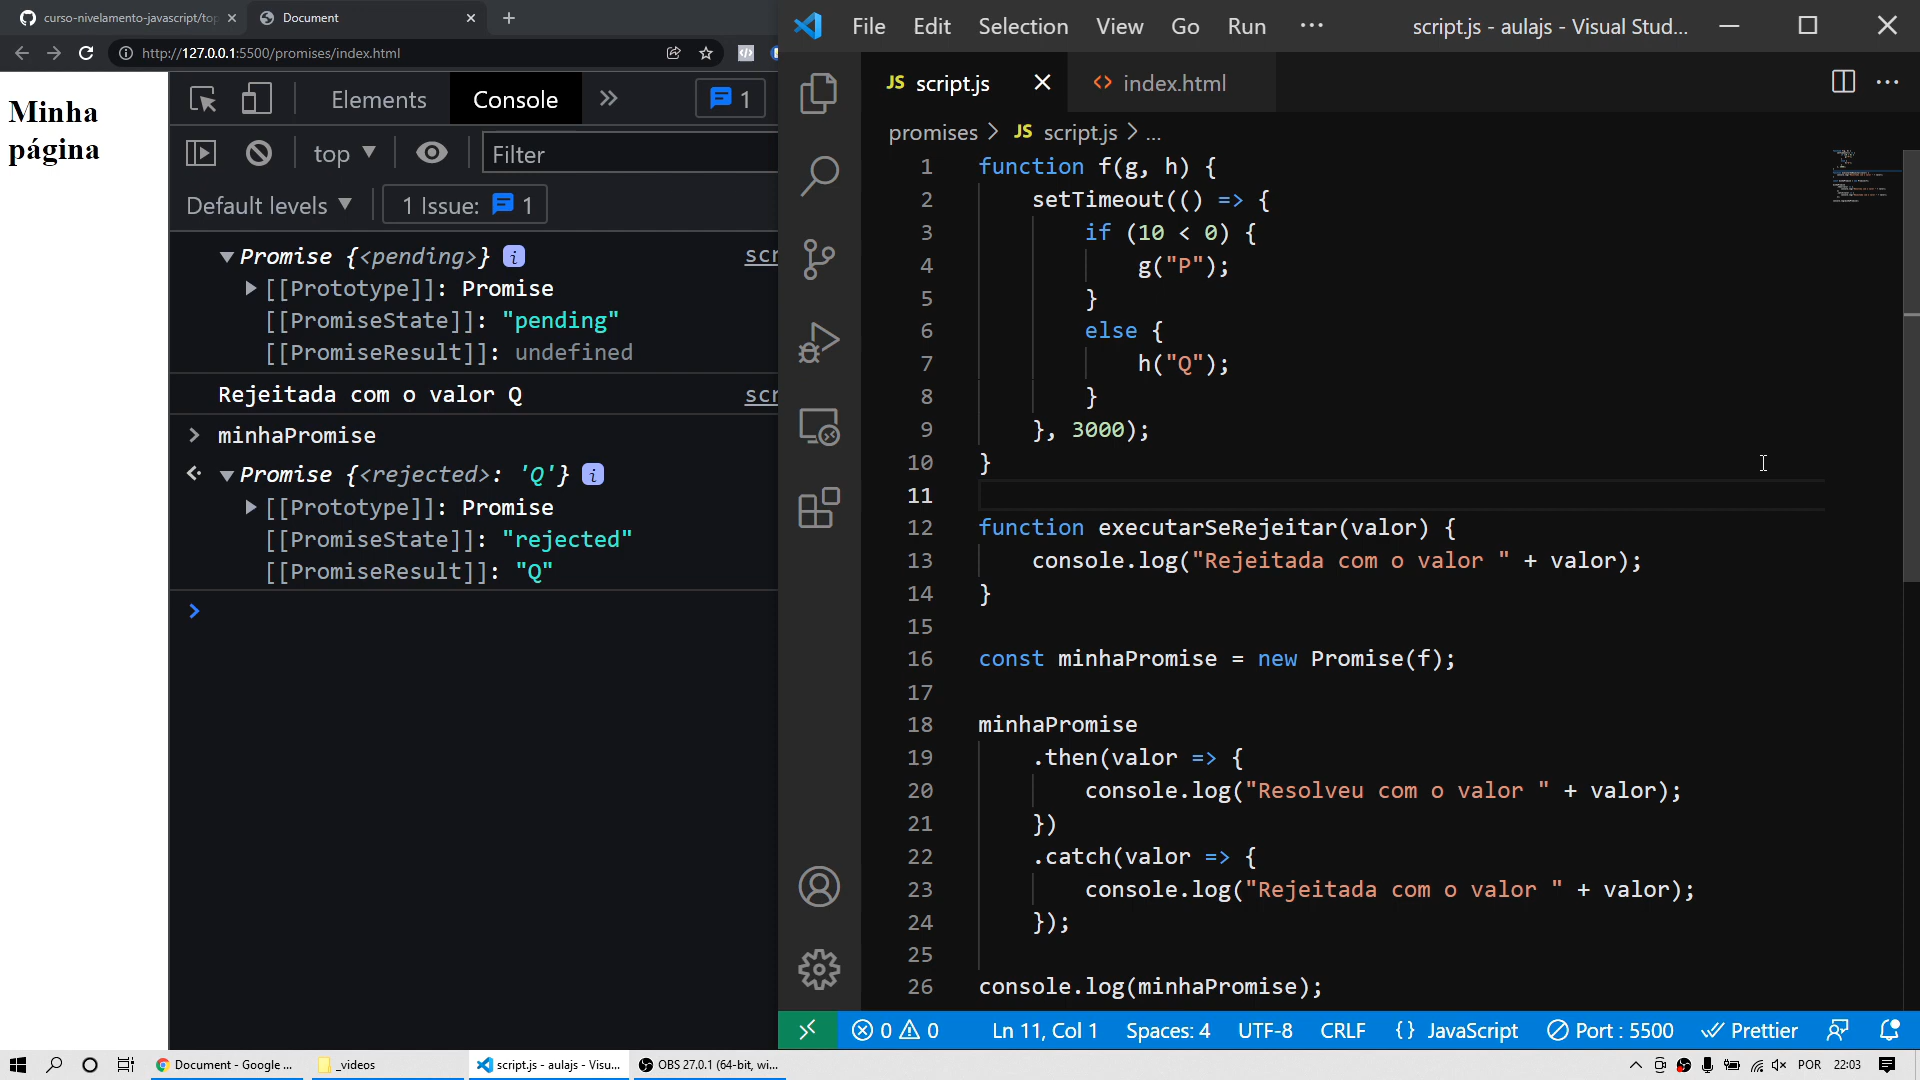 curso-nivelamento-javascript/top
Document
http://127.0.0.1:5500/promises/index.html
Minha
página
Elements
Console
1
top
Filter
Default levels
1 Issue: 1
Promise {<pending>} i
scr
[[Prototype]]: Promise
[[PromiseState]]: "pending"
[[PromiseResult]]: undefined
Rejeitada com o valor Q
scr
minhaPromise
Promise {<rejected>: 'Q'} i
[[Prototype]]: Promise
[[PromiseState]]: "rejected"
[[PromiseResult]]: "Q"
File Edit Selection View Go Run ···
script.js - aulajs - Visual Stud...
JS script.js
index.html
promises > JS script.js > ...
1 function f(g, h) {
2 setTimeout(() => {
3 if (10 < 0) {
4 g("P");
5 }
6 else {
7 h("Q");
8 }
9 }, 3000);
10 }
11
12 function executarSeRejeitar(valor) {
13 console.log("Rejeitada com o valor " + valor);
14 }
15
16 const minhaPromise = new Promise(f);
17
18 minhaPromise
19 .then(valor => {
20 console.log("Resolveu com o valor " + valor);
21 })
22 .catch(valor => {
23 console.log("Rejeitada com o valor " + valor);
24 });
25
26 console.log(minhaPromise);
0 0
Ln 11, Col 1
Spaces: 4
UTF-8
CRLF
{} JavaScript
Port : 5500
Prettier
Document - Google ...
_videos
script.js - aulajs - Visu...
OBS 27.0.1 (64-bit, wi...
POR
22:03